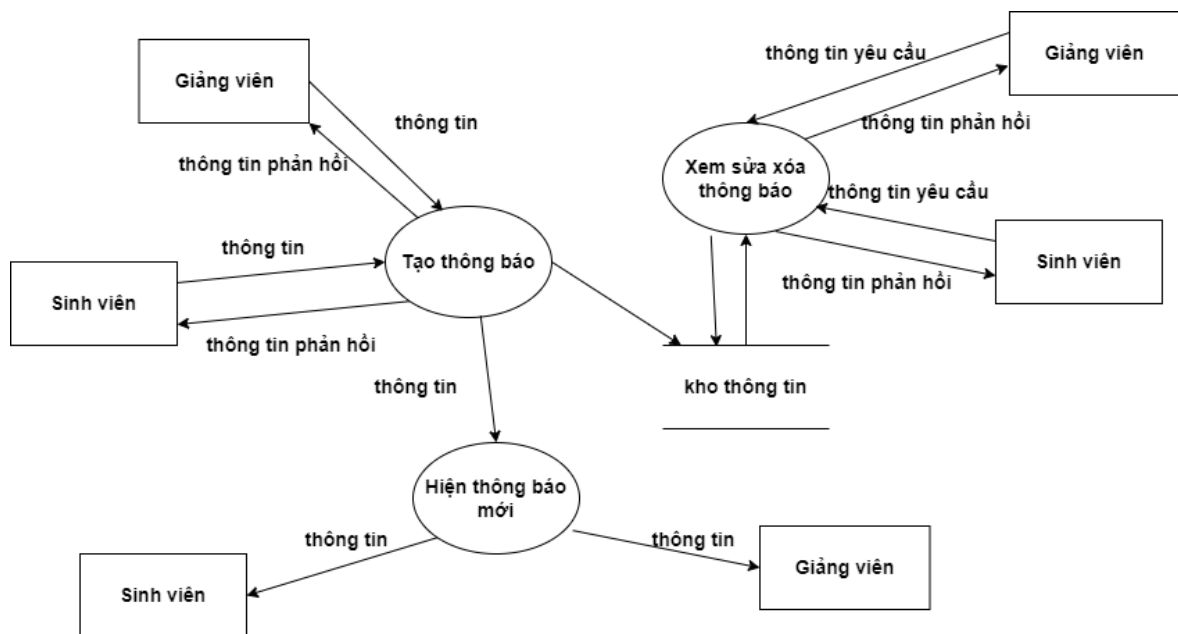 Giảng viên
thông tin
thông tin phản hồi
thông tin
Sinh viên
thông tin phản hồi
Tạo thông báo
thông tin
Hiện thông báo
mới
thông tin
Sinh viên
thông tin
Giảng viên
thông tin yêu cầu
Giảng viên
thông tin phản hồi
Xem sửa xóa
thông báo
thông tin yêu cầu
Sinh viên
thông tin phản hồi
kho thông tin